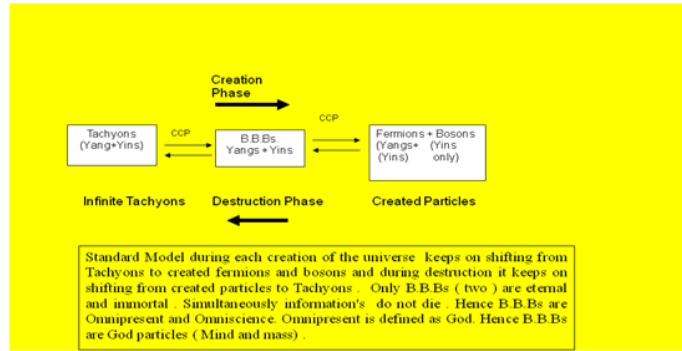 Creation
Phase
CCP
CCP
Tachyons
(Yang+Yins)
B.B.Bs.
Yangs + Yins
Fermions + Bosons
(Yangs+ (Yins
(Yins) only)
Infinite Tachyons
Destruction Phase
Created Particles
Standard Model during each creation of the universe keeps on shifting from
Tachyons to created fermions and bosons and during destruction it keeps on
shifting from created particles to Tachyons . Only B.B.Bs ( two ) are eternal
and immortal . Simultaneously information's do not die . Hence B.B.Bs are
Omnipresent and Omniscience. Omnipresent is defined as God. Hence B.B.Bs
are God particles ( Mind and mass) .